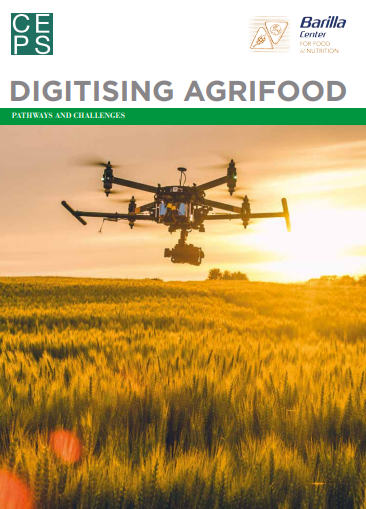 CE
PS
Barilla
Center
FOR FOOD
& NUTRITION
DIGITISING AGRIFOOD
PATHWAYS AND CHALLENGES